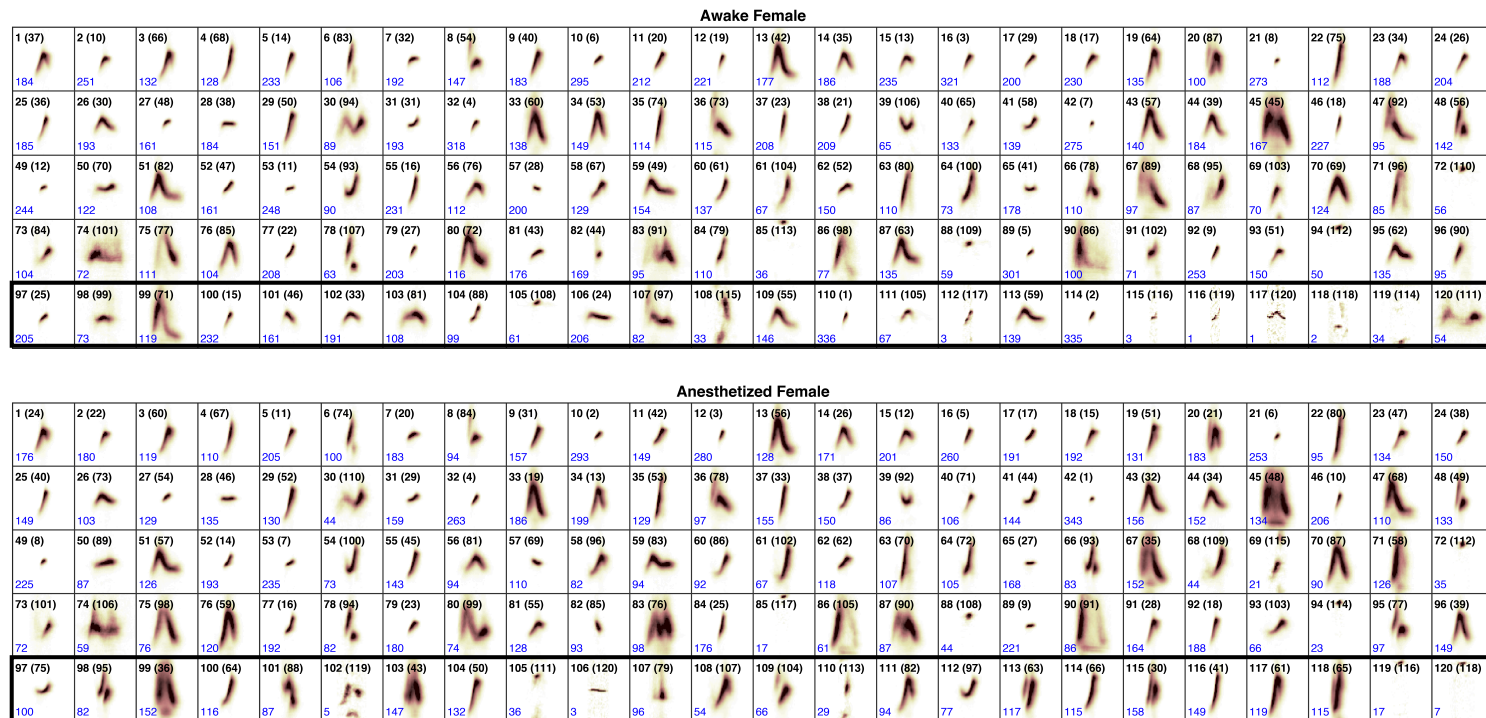 Awake Female
1 (37) 2 (10) 3 (66) 4 (68) 5 (14) 6 (83) 7 (32) 8 (54) 9 (40) 10 (6) 11 (20) 12 (19) 13 (42) 14 (35) 15 (13) 16 (3) 17 (29) 18 (17) 19 (64) 20 (87) 21 (8) 22 (75) 23 (34) 24 (26)
184 251 132 128 233 106 192 147 183 295 212 221 177 186 235 321 200 230 135 100 273 112 188 204
25 (36) 26 (30) 27 (48) 28 (38) 29 (50) 30 (94) 31 (31) 32 (4) 33 (60) 34 (53) 35 (74) 36 (73) 37 (23) 38 (21) 39 (106) 40 (65) 41 (58) 42 (7) 43 (57) 44 (39) 45 (45) 46 (18) 47 (92) 48 (56)
185 193 161 184 151 89 193 318 138 149 114 115 208 209 65 133 139 275 140 184 167 227 95 142
49 (12) 50 (70) 51 (82) 52 (47) 53 (11) 54 (93) 55 (16) 56 (76) 57 (28) 58 (67) 59 (49) 60 (61) 61 (104) 62 (52) 63 (80) 64 (100) 65 (41) 66 (78) 67 (89) 68 (95) 69 (103) 70 (69) 71 (96) 72 (110)
244 122 108 161 248 90 231 112 200 129 154 137 67 150 110 73 178 110 97 87 70 124 85 56
73 (84) 74 (101) 75 (77) 76 (85) 77 (22) 78 (107) 79 (27) 80 (72) 81 (43) 82 (44) 83 (91) 84 (79) 85 (113) 86 (98) 87 (63) 88 (109) 89 (5) 90 (86) 91 (102) 92 (9) 93 (51) 94 (112) 95 (62) 96 (90)
104 72 111 104 208 63 203 116 176 169 95 110 36 77 135 59 301 100 71 253 150 50 135 95
97 (25) 98 (99) 99 (71) 100 (15) 101 (46) 102 (33) 103 (81) 104 (88) 105 (108) 106 (24) 107 (97) 108 (115) 109 (55) 110 (1) 111 (105) 112 (117) 113 (59) 114 (2) 115 (116) 116 (119) 117 (120) 118 (118) 119 (114) 120 (111)
205 73 119 232 161 191 108 99 61 206 82 33 146 336 67 3 139 335 3 1 1 2 34 54
Anesthetized Female
1 (24) 2 (22) 3 (60) 4 (67) 5 (11) 6 (74) 7 (20) 8 (84) 9 (31) 10 (2) 11 (42) 12 (3) 13 (56) 14 (26) 15 (12) 16 (5) 17 (17) 18 (15) 19 (51) 20 (21) 21 (6) 22 (80) 23 (47) 24 (38)
176 180 119 110 205 100 183 94 157 293 149 280 128 171 201 260 191 192 131 183 253 95 134 150
25 (40) 26 (73) 27 (54) 28 (46) 29 (52) 30 (110) 31 (29) 32 (4) 33 (19) 34 (13) 35 (53) 36 (78) 37 (33) 38 (37) 39 (92) 40 (71) 41 (44) 42 (1) 43 (32) 44 (34) 45 (48) 46 (10) 47 (68) 48 (49)
149 103 129 135 130 44 159 263 186 199 129 97 155 150 86 106 144 343 156 152 134 206 110 133
49 (8) 50 (89) 51 (57) 52 (14) 53 (7) 54 (100) 55 (45) 56 (81) 57 (69) 58 (96) 59 (83) 60 (86) 61 (102) 62 (62) 63 (70) 64 (72) 65 (27) 66 (93) 67 (35) 68 (109) 69 (115) 70 (87) 71 (58) 72 (112)
225 87 126 193 235 73 143 94 110 82 94 92 67 118 107 105 168 83 152 44 21 90 126 35
73 (101) 74 (106) 75 (98) 76 (59) 77 (16) 78 (94) 79 (23) 80 (99) 81 (55) 82 (85) 83 (76) 84 (25) 85 (117) 86 (105) 87 (90) 88 (108) 89 (9) 90 (91) 91 (28) 92 (18) 93 (103) 94 (114) 95 (77) 96 (39)
72 59 76 120 192 82 180 74 128 93 98 176 17 61 87 44 221 86 164 188 66 23 97 149
97 (75) 98 (95) 99 (36) 100 (64) 101 (88) 102 (119) 103 (43) 104 (50) 105 (111) 106 (120) 107 (79) 108 (107) 109 (104) 110 (113) 111 (82) 112 (97) 113 (63) 114 (66) 115 (30) 116 (41) 117 (61) 118 (65) 119 (116) 120 (118)
100 82 152 116 87 5 147 132 36 3 96 54 66 29 94 77 117 115 158 149 119 115 17 7